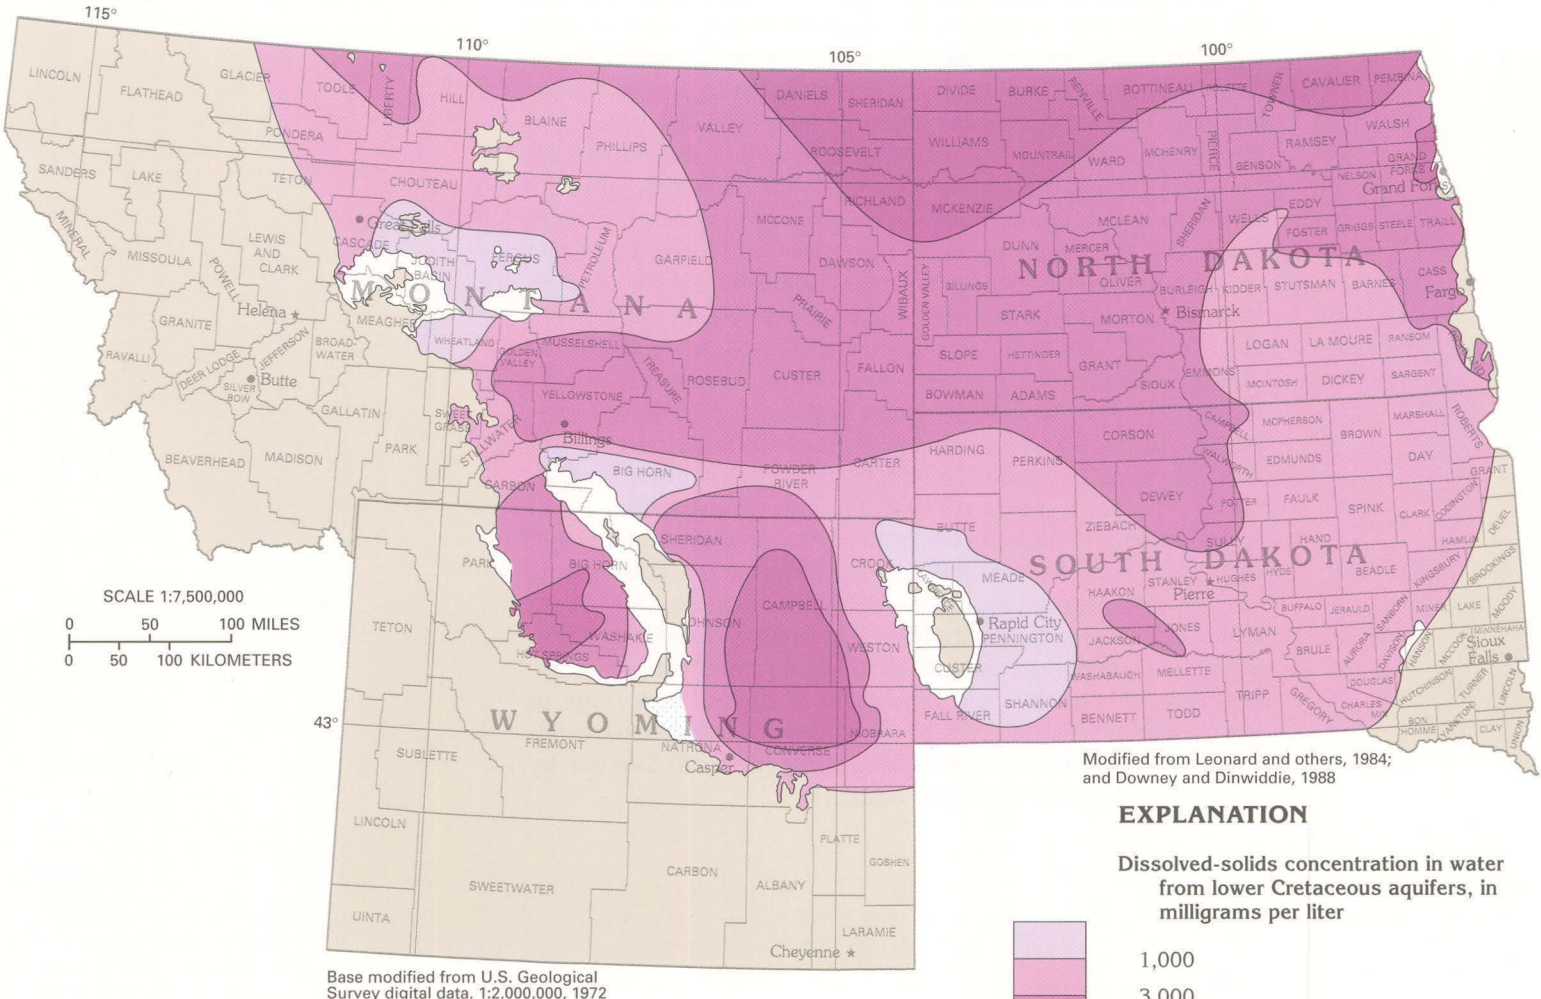 115°
110°
105°
100°
LINCOLN
FLATHEAD
GLACIER
TOOLE
LIBERTY
HILL
BLAINE
PHILLIPS
VALLEY
DANIELS
SHERIDAN
ROOSEVELT
DIVIDE
BURKE
RENVILLE
BOTTINEAU
ROLETTE
TOWNER
CAVALIER
PEMBINA
WILLIAMS
MOUNTRAIL
WARD
MCHENRY
PIERCE
BENSON
RAMSEY
WALSH
NELSON
GRAND
FORKS
Grand Forks
PONDERA
SANDERS
LAKE
TETON
CHOUTEAU
MINERAL
MISSOULA
POWELL
LEWIS
AND
CLARK
CASCADE
Great Falls
JUDITH
BASIN
FERGUS
PETROLEUM
GARFIELD
MCCONE
RICHLAND
DAWSON
PRAIRIE
WIBAUX
MCKENZIE
GOLDEN VALLEY
BILLINGS
DUNN
MERCER
OLIVER
MCLEAN
SHERIDAN
WELLS
EDDY
FOSTER
GRIGGS
STEELE
TRAILL
NORTH DAKOTA
BURLEIGH
KIDDER
STUTSMAN
BARNES
CASS
Fargo
Bismarck
MONTANA
Helena
MEAGHER
GRANITE
RAVALLI
DEER LODGE
JEFFERSON
BROAD-
WATER
SILVER
BOW
Butte
WHEATLAND
GOLDEN
VALLEY
MUSSELSHELL
TREASURE
ROSEBUD
CUSTER
FALLON
STARK
MORTON
SLOPE
HETTINGER
GRANT
SIOUX
EMMONS
LOGAN
LA MOURE
RANSOM
MCINTOSH
DICKEY
SARGENT
BOWMAN
ADAMS
BEAVERHEAD
MADISON
GALLATIN
PARK
SWEET
GRASS
STILLWATER
YELLOWSTONE
Billings
CARBON
BIG HORN
POWDER
RIVER
CARTER
HARDING
PERKINS
CORSON
CAMPBELL
WALWORTH
MCPHERSON
EDMUNDS
BROWN
MARSHALL
DAY
ROBERTS
GRANT
DEWEY
POTTER
FAULK
SPINK
CLARK
CODINGTON
DEUEL
BUTTE
ZIEBACH
SULLY
HAND
HAMLIN
SOUTH DAKOTA
MEADE
HAAKON
STANLEY
HUGHES
HYDE
BEADLE
KINGSBURY
BROOKINGS
Pierre
SCALE 1:7,500,000
0 50 100 MILES
0 50 100 KILOMETERS
PARK
BIG HORN
SHERIDAN
CROOK
LAWRENCE
TETON
HOT SPRINGS
WASHAKIE
JOHNSON
CAMPBELL
WESTON
Rapid City
PENNINGTON
CUSTER
JACKSON
JONES
LYMAN
BUFFALO
JERAULD
SANBORN
MINER
LAKE
MOODY
BRULE
AURORA
DAVISON
HANSON
MCCOOK
MINNEHAHA
Sioux
Falls
WASHABAUGH
MELLETTE
SHANNON
FALL RIVER
BENNETT
TODD
TRIPP
GREGORY
DOUGLAS
CHARLES
MIX
HUTCHINSON
TURNER
LINCOLN
BON
HOMME
YANKTON
CLAY
UNION
43°
WYOMING
SUBLETTE
FREMONT
NATRONA
Casper
CONVERSE
NIOBRARA
LINCOLN
UINTA
SWEETWATER
CARBON
ALBANY
PLATTE
GOSHEN
LARAMIE
Cheyenne
Modified from Leonard and others, 1984;
and Downey and Dinwiddie, 1988
EXPLANATION
Dissolved-solids concentration in water
from lower Cretaceous aquifers, in
milligrams per liter
1,000
3,000
Base modified from U.S. Geological
Survey digital data, 1:2,000,000, 1972